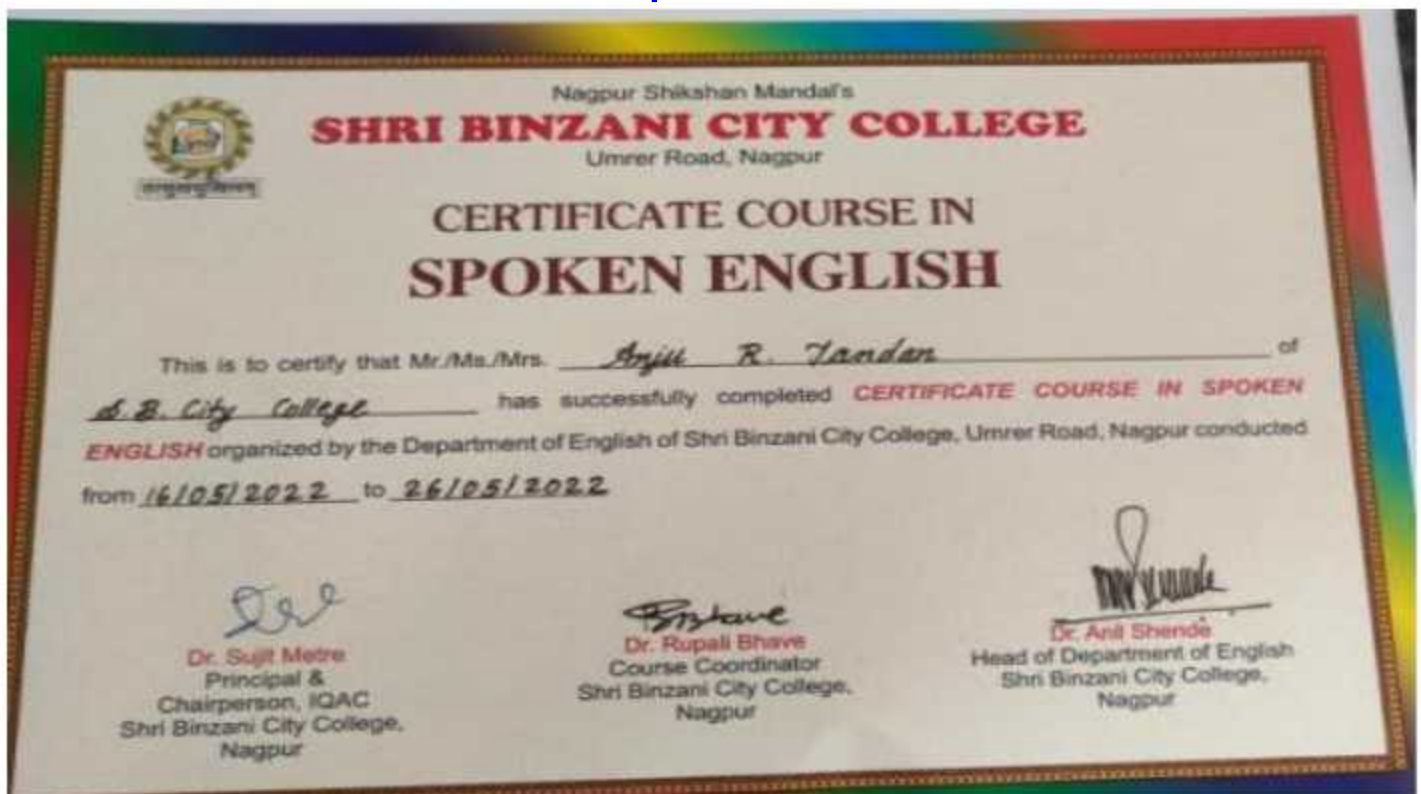 Nagpur Shikshan Mandal's
SHRI BINZANI CITY COLLEGE
Umrer Road, Nagpur
CERTIFICATE COURSE IN
SPOKEN ENGLISH
This is to certify that Mr./Ms./Mrs. Anju R. Tandan of
S. B. City College has successfully completed CERTIFICATE COURSE IN SPOKEN
ENGLISH organized by the Department of English of Shri Binzani City College, Umrer Road, Nagpur conducted
from 16/05/2022 to 26/05/2022
Dr. Sujit Metre
Principal &
Chairperson, IQAC
Shri Binzani City College,
Nagpur
Dr. Rupali Bhave
Course Coordinator
Shri Binzani City College,
Nagpur
Dr. Anil Shende
Head of Department of English
Shri Binzani City College,
Nagpur